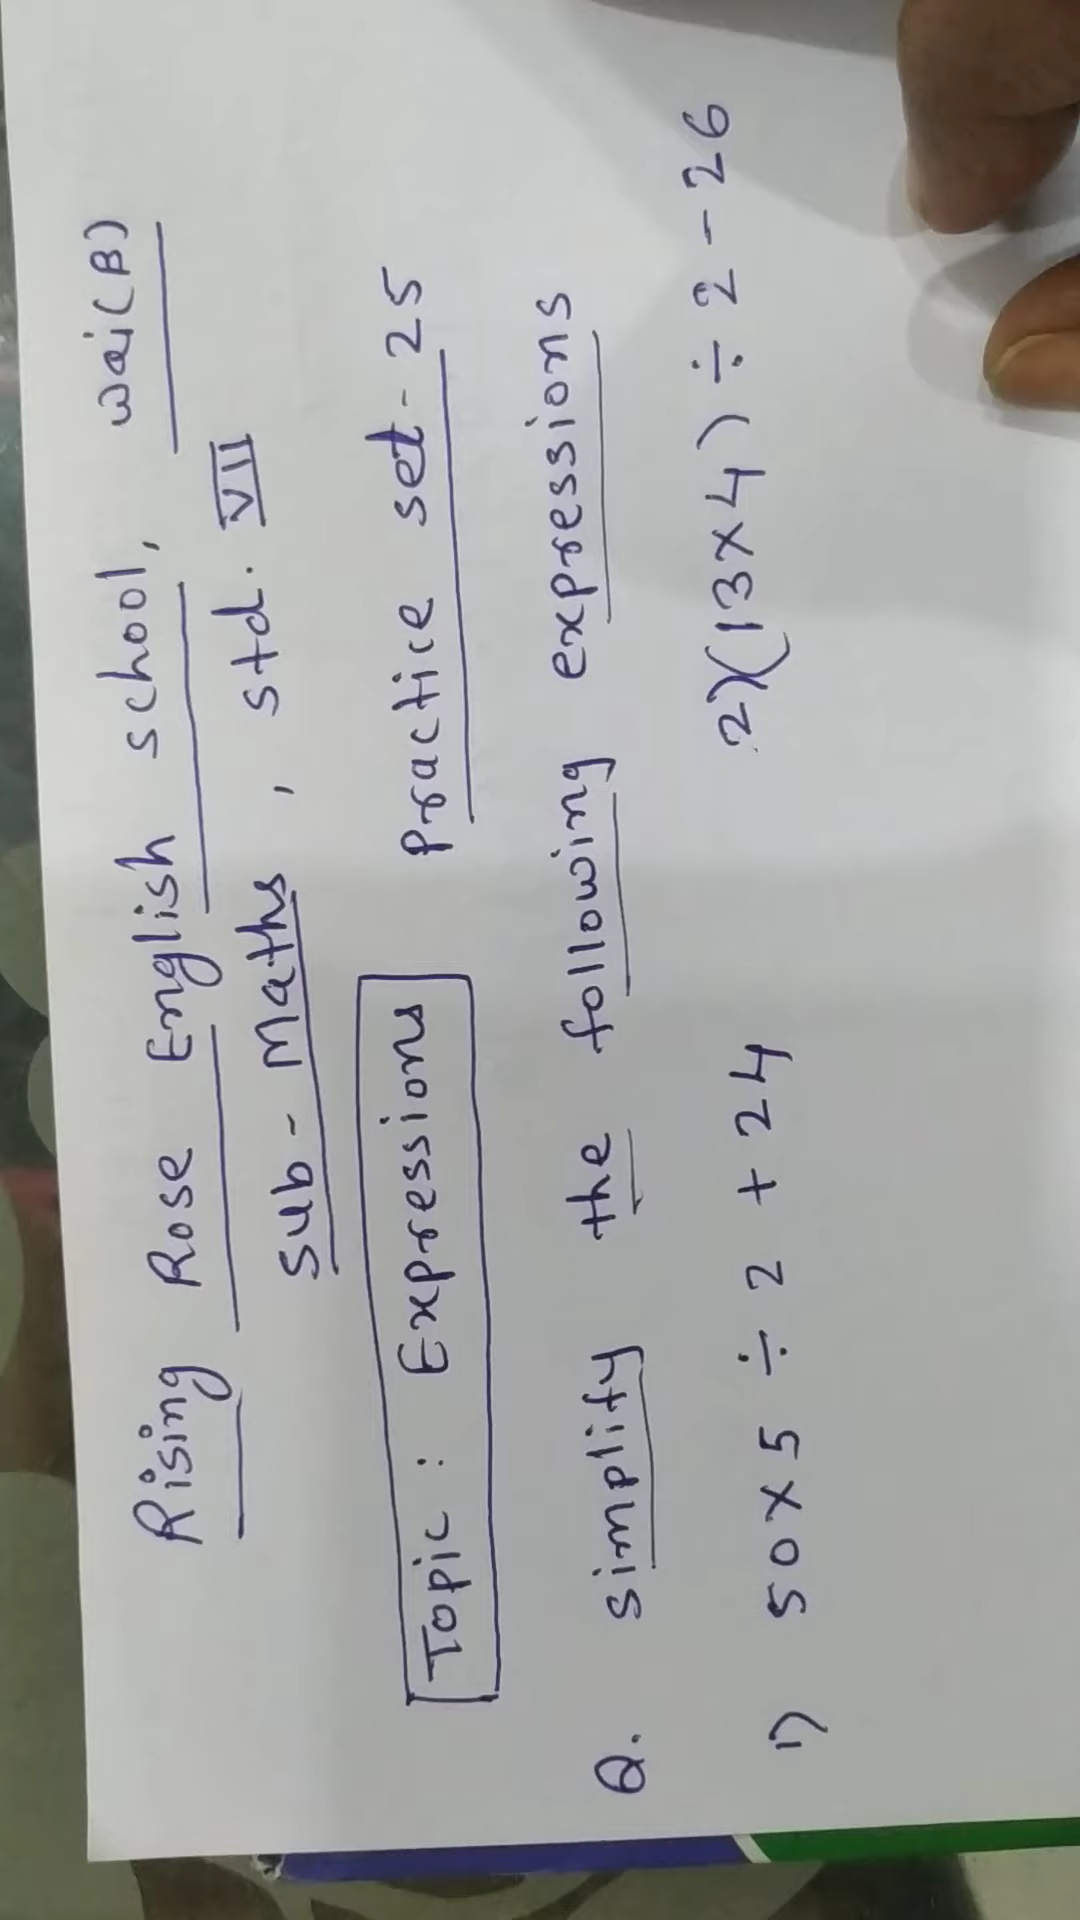 Rising Rose English school, wai(B)
Sub - Maths, std. VII
Topic : Expressions Practice set - 25
Q. Simplify the following expressions
1) 50 x 5 ÷ 2 + 24 2) (13 x 4) ÷ 2 - 26